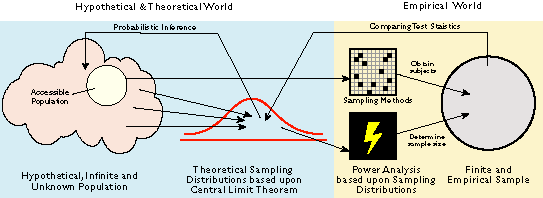 Hypothetical & Theoretical World
Empirical World
Probabilistic Inference
Comparing Test Staistics
Accessible
Population
Obtain
subjects
Sampling Methods
Determine
sample size
Hypothetical, Infinite and
Unknown Population
Theoretical Sampling
Distributions based upon
Central Limit Theorem
Power Analysis
based upon Sampling
Distributions
Finite and
Empirical Sample